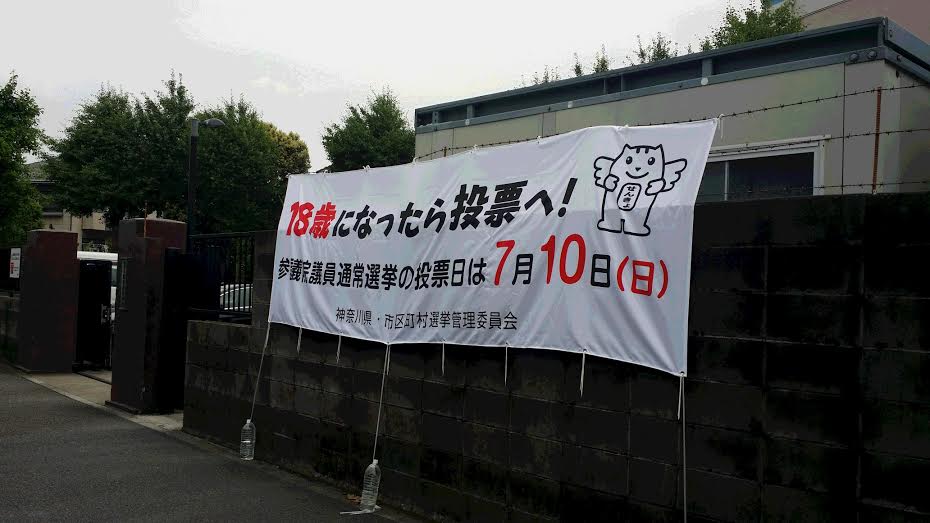 18歳になったら投票へ!
参議院議員通常選挙の投票日は7月10日(日)
神奈川県・市区町村選挙管理委員会